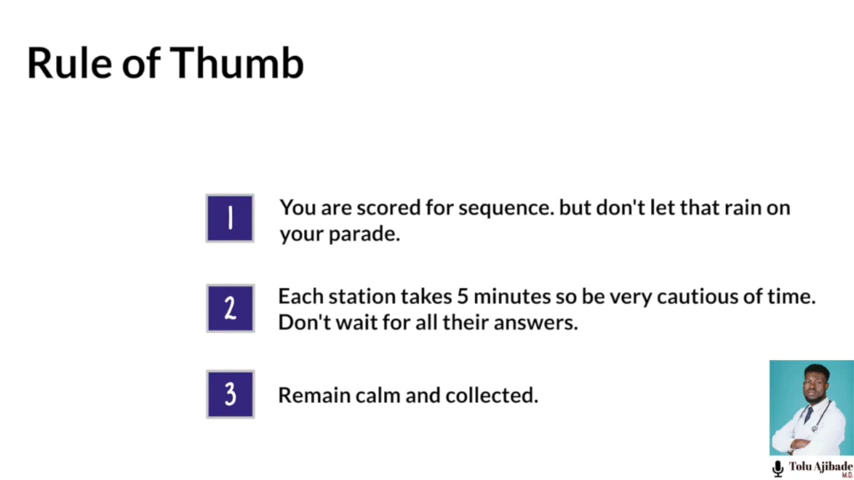 Rule of Thumb
1
You are scored for sequence. but don't let that rain on
your parade.
2
Each station takes 5 minutes so be very cautious of time.
Don't wait for all their answers.
3
Remain calm and collected.
Tolu Ajibade
M.D.